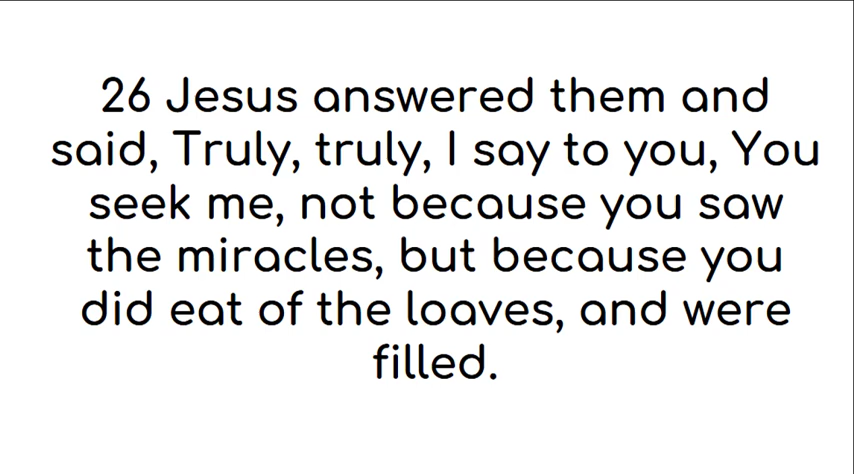 26 Jesus answered them and
said, Truly, truly, I say to you, You
seek me, not because you saw
the miracles, but because you
did eat of the loaves, and were
filled.